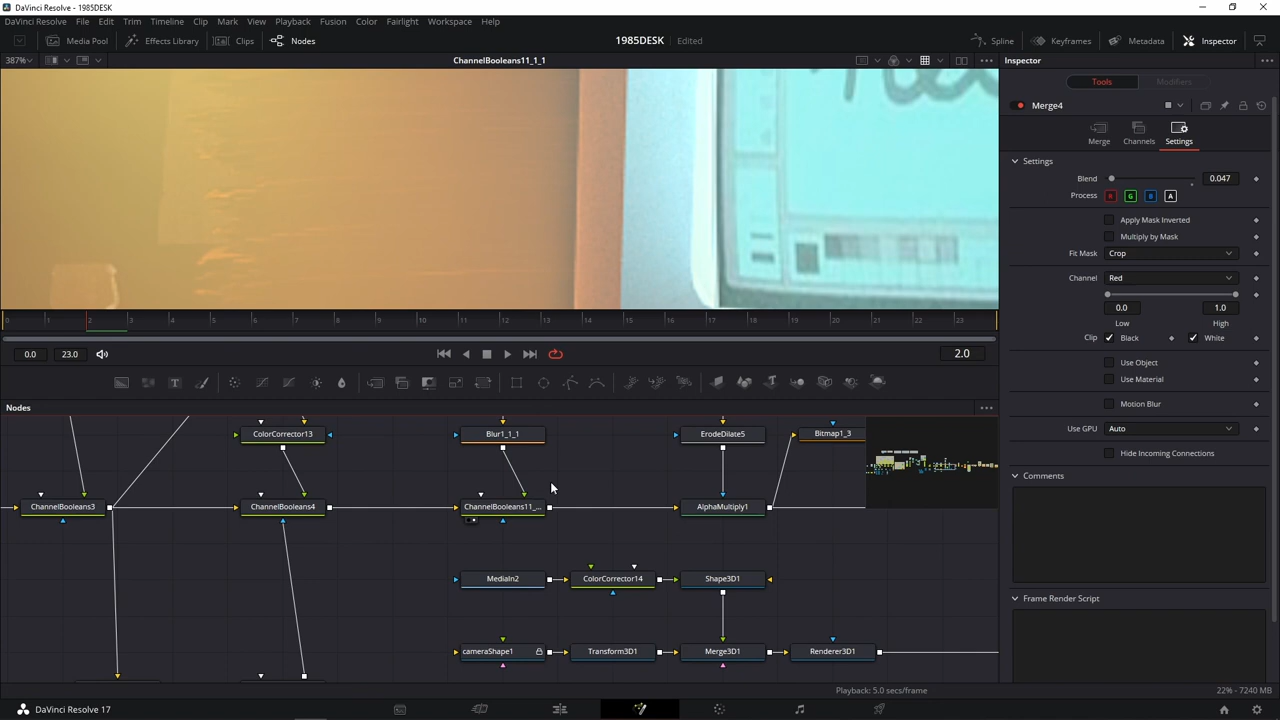 DaVinci Resolve - 1985DESK
DaVinci Resolve File Edit Trim Timeline Clip Mark View Playback Fusion Color Fairlight Workspace Help
Media Pool Effects Library Clips Nodes 1985DESK Edited Spline Keyframes Metadata Inspector
387% ChannelBooleans11_1_1 Inspector
Tools Modifiers
Merge4
Merge Channels Settings
Settings
Blend 0.047
Process R G B A
Apply Mask Inverted
Multiply by Mask
Fit Mask Crop
Channel Red
0.0 1.0
Low High
Clip Black White
Use Object
Use Material
Motion Blur
Use GPU Auto
Hide Incoming Connections
Comments
Frame Render Script
0 1 2 3 4 5 6 7 8 9 10 11 12 13 14 15 16 17 18 19 20 21 22 23
0.0 23.0 2.0
Nodes
ColorCorrector13 Blur1_1_1 ErodeDilate5 Bitmap1_3
ChannelBooleans3 ChannelBooleans4 ChannelBooleans11_... AlphaMultiply1
MediaIn2 ColorCorrector14 Shape3D1
cameraShape1 Transform3D1 Merge3D1 Renderer3D1
Playback: 5.0 secs/frame 22% - 7240 MB
DaVinci Resolve 17